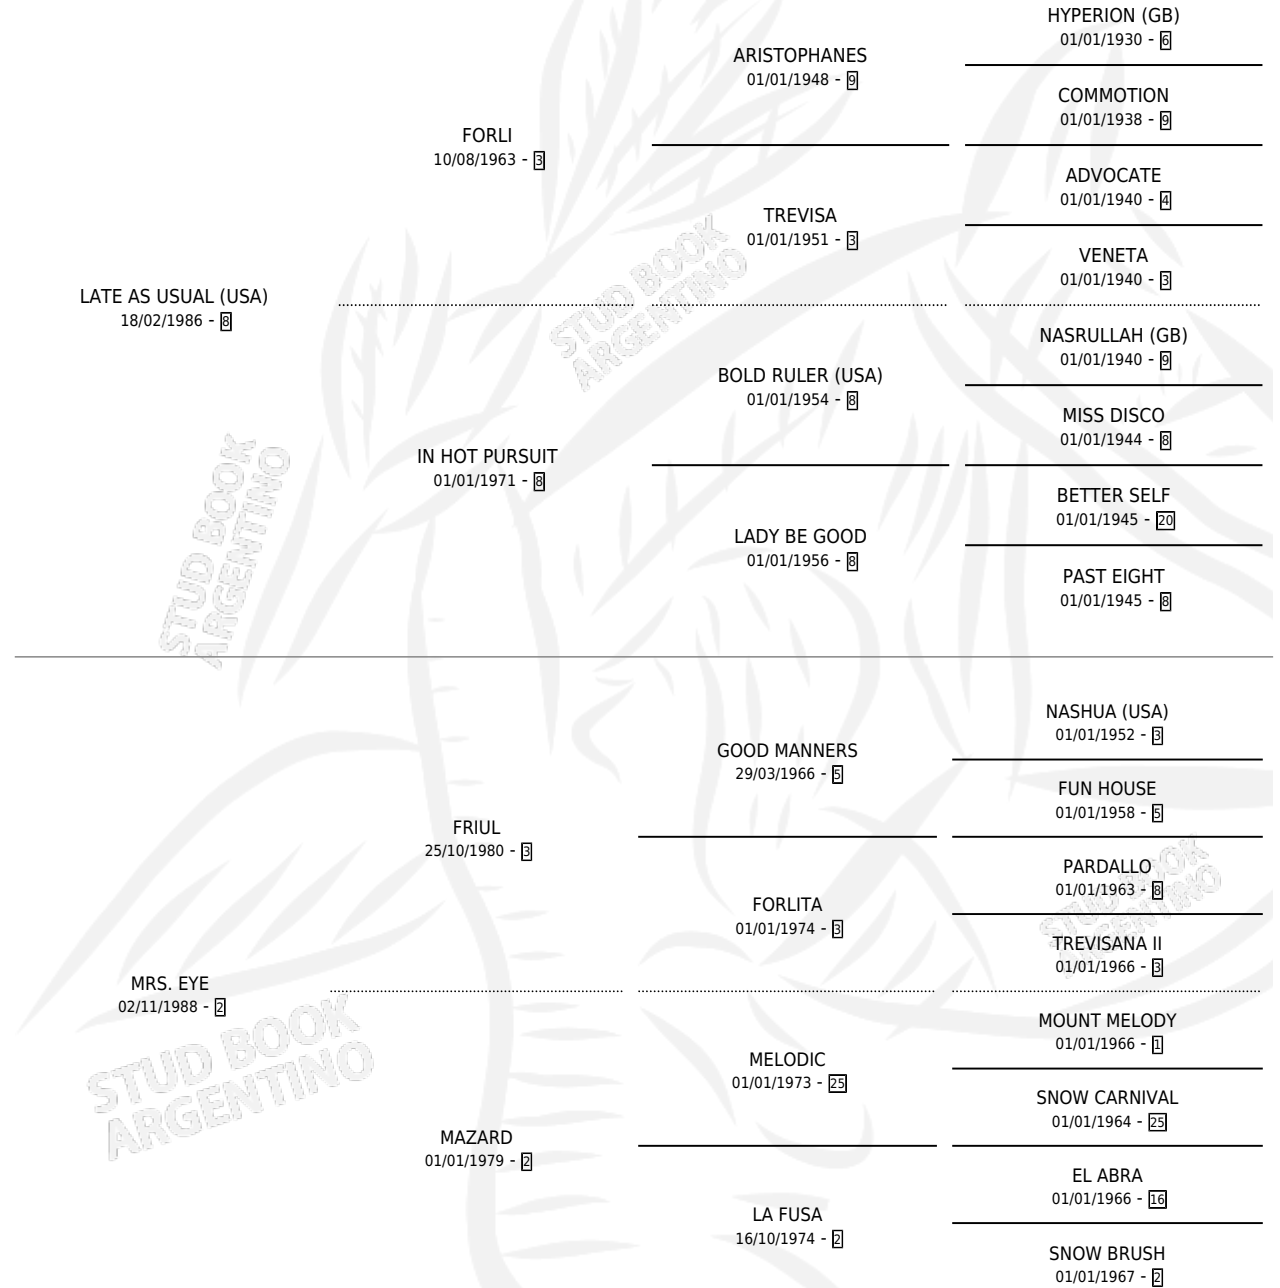 HYPERION (GB)
01/01/1930 - 6
ARISTOPHANES
01/01/1948 - 9
COMMOTION
01/01/1938 - 9
FORLI
10/08/1963 - 3
ADVOCATE
01/01/1940 - 4
TREVISA
01/01/1951 - 3
VENETA
01/01/1940 - 3
LATE AS USUAL (USA)
18/02/1986 - 8
NASRULLAH (GB)
01/01/1940 - 9
BOLD RULER (USA)
01/01/1954 - 8
MISS DISCO
01/01/1944 - 8
IN HOT PURSUIT
01/01/1971 - 8
BETTER SELF
01/01/1945 - 20
LADY BE GOOD
01/01/1956 - 8
PAST EIGHT
01/01/1945 - 8
STUD BOOK
ARGENTINO
STUD BOOK
ARGENTINO
NASHUA (USA)
01/01/1952 - 3
GOOD MANNERS
29/03/1966 - 5
FUN HOUSE
01/01/1958 - 5
FRIUL
25/10/1980 - 3
PARDALLO
01/01/1963 - 8
FORLITA
01/01/1974 - 3
TREVISANA II
01/01/1966 - 3
STUD BOOK
ARGENTINO
MRS. EYE
02/11/1988 - 2
MOUNT MELODY
01/01/1966 - 1
MELODIC
01/01/1973 - 25
SNOW CARNIVAL
01/01/1964 - 25
MAZARD
01/01/1979 - 2
EL ABRA
01/01/1966 - 16
LA FUSA
16/10/1974 - 2
SNOW BRUSH
01/01/1967 - 2
STUD BOOK
ARGENTINO